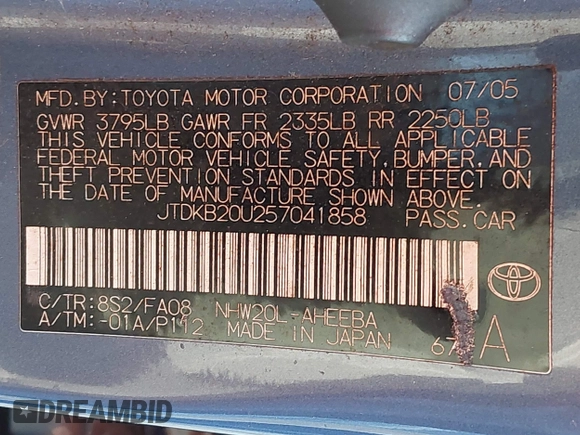 MFD.BY:TOYOTA MOTOR CORPORATION 07/05
GVWR 3795LB GAWR FR 2335LB RR 2250LB
THIS VEHICLE CONFORMS TO ALL APPLICABLE
FEDERAL MOTOR VEHICLE SAFETY,BUMPER,AND
THEFT PREVENTION STANDARDS IN EFFECT ON
THE DATE OF MANUFACTURE SHOWN ABOVE.
JTDKB20U257041858 PASS.CAR
C/TR:8S2/FA08 NHW20L-AHEEBA
A/TM:-01A/P112 MADE IN JAPAN A
DREAMBID